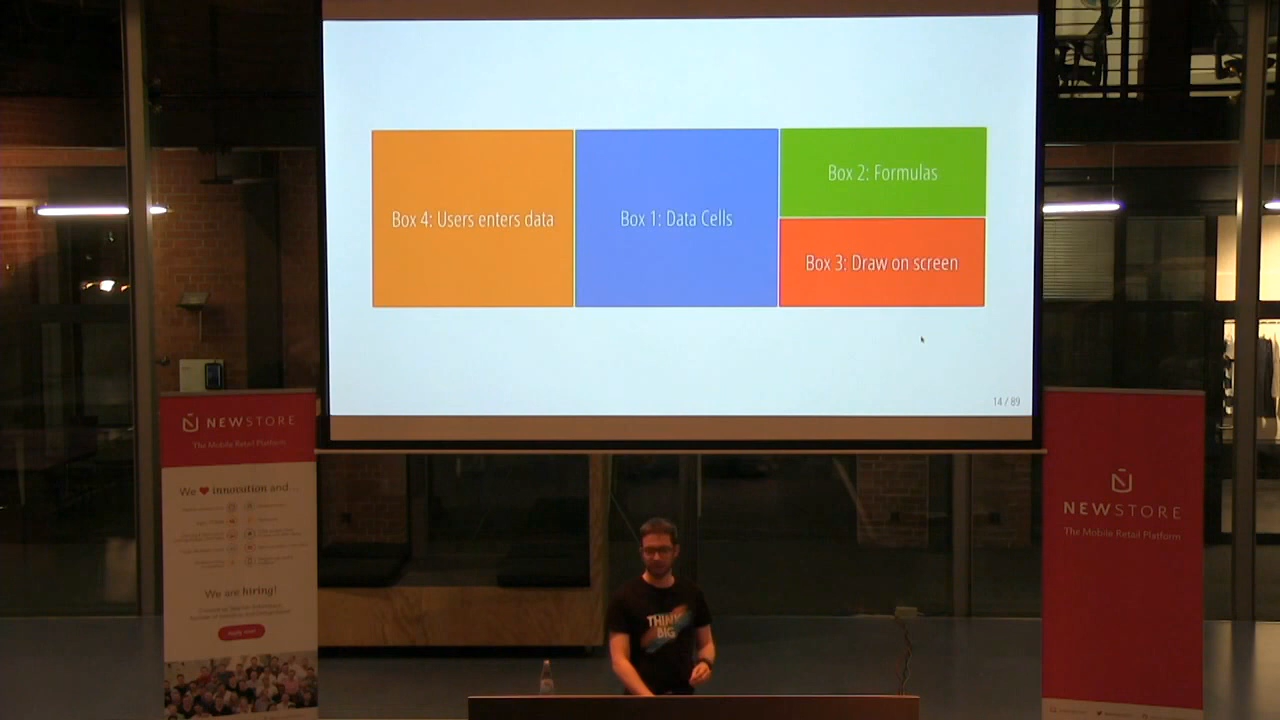 Box 4: Users enters data
Box 1: Data Cells
Box 2: Formulas
Box 3: Draw on screen
14 / 89
NEWSTORE
The Mobile Retail Platform
We ♥ innovation and...
We are hiring!
NEWSTORE
The Mobile Retail Platform
THINK
BIG